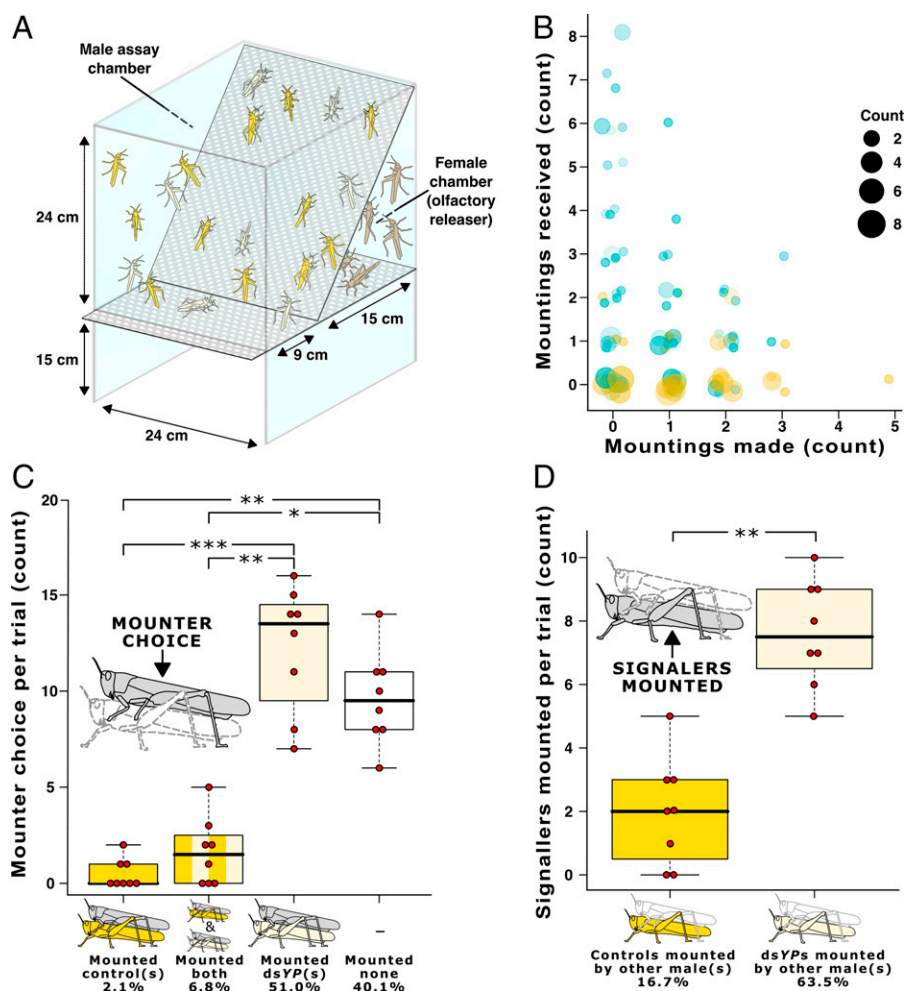 A
Male assay
chamber
24 cm
15 cm
24 cm
9 cm
15 cm
Female
chamber
(olfactory
releaser)
B
Mountings received (count)
8
7
6
5
4
3
2
1
0
0 1 2 3 4 5
Mountings made (count)
Count
2
4
6
8
C
Mounter choice per trial (count)
20
15
10
5
0
**
*
***
**
MOUNTER
CHOICE
&
–
Mounted
control(s)
2.1%
Mounted
both
6.8%
Mounted
dsYP(s)
51.0%
Mounted
none
40.1%
D
Signallers mounted per trial (count)
10
8
6
4
2
0
**
SIGNALERS
MOUNTED
Controls mounted
by other male(s)
16.7%
dsYPs mounted
by other male(s)
63.5%